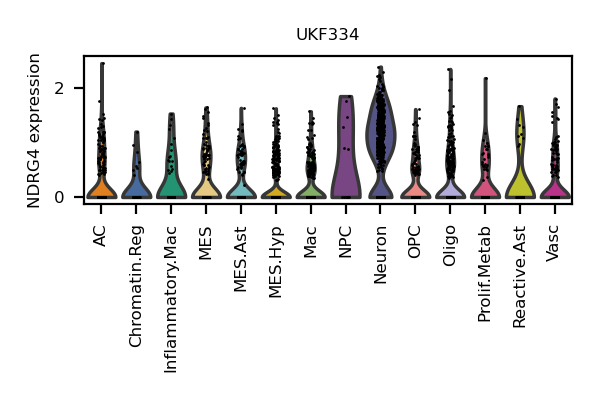 UKF334
NDRG4 expression
2
0
AC
Chromatin.Reg
Inflammatory.Mac
MES
MES.Ast
MES.Hyp
Mac
NPC
Neuron
OPC
Oligo
Prolif.Metab
Reactive.Ast
Vasc